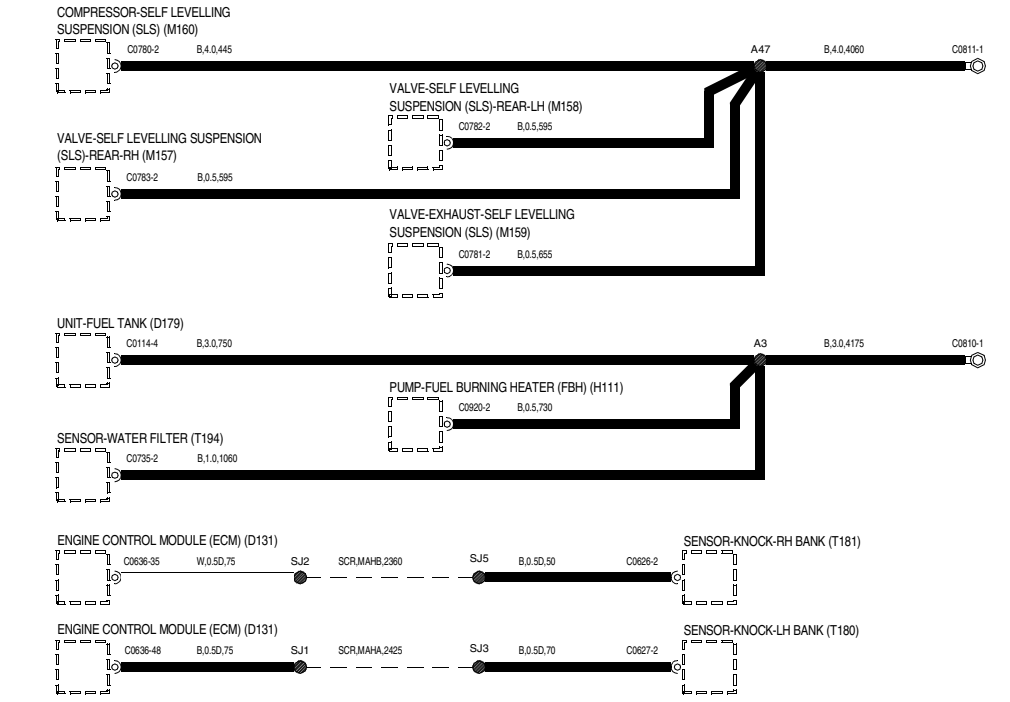 COMPRESSOR-SELF LEVELLING
SUSPENSION (SLS) (M160)
C0780-2 B,4.0,445 A47 B,4.0,4060 C0811-1
VALVE-SELF LEVELLING
SUSPENSION (SLS)-REAR-LH (M158)
C0782-2 B,0.5,595
VALVE-SELF LEVELLING SUSPENSION
(SLS)-REAR-RH (M157)
C0783-2 B,0.5,595
VALVE-EXHAUST-SELF LEVELLING
SUSPENSION (SLS) (M159)
C0781-2 B,0.5,655
UNIT-FUEL TANK (D179)
C0114-4 B,3.0,750 A3 B,3.0,4175 C0810-1
PUMP-FUEL BURNING HEATER (FBH) (H111)
C0920-2 B,0.5,730
SENSOR-WATER FILTER (T194)
C0735-2 B,1.0,1060
ENGINE CONTROL MODULE (ECM) (D131) SENSOR-KNOCK-RH BANK (T181)
C0636-35 W,0.5D,75 SJ2 SCR,MAHB,2360 SJ5 B,0.5D,50 C0626-2
ENGINE CONTROL MODULE (ECM) (D131) SENSOR-KNOCK-LH BANK (T180)
C0636-48 B,0.5D,75 SJ1 SCR,MAHA,2425 SJ3 B,0.5D,70 C0627-2